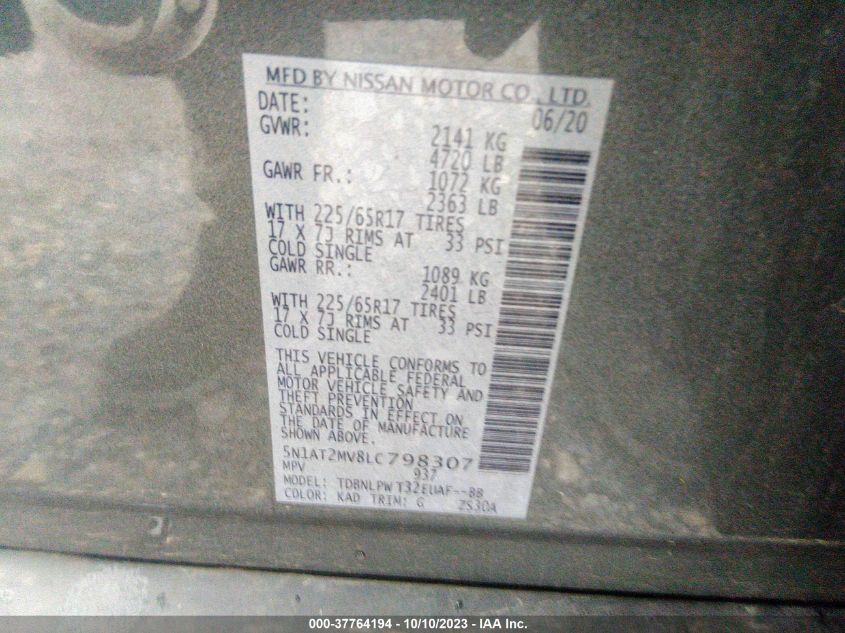 MFD BY NISSAN MOTOR CO., LTD.
DATE: 06/20
GVWR: 2141 KG
4720 LB
GAWR FR.: 1072 KG
2363 LB
WITH 225/65R17 TIRES
17 X 7J RIMS AT 33 PSI
COLD SINGLE
GAWR RR.: 1089 KG
2401 LB
WITH 225/65R17 TIRES
17 X 7J RIMS AT 33 PSI
COLD SINGLE
THIS VEHICLE CONFORMS TO
ALL APPLICABLE FEDERAL
MOTOR VEHICLE SAFETY AND
THEFT PREVENTION
STANDARDS IN EFFECT ON
THE DATE OF MANUFACTURE
SHOWN ABOVE.
5N1AT2MV8LC798307
MPV 937
MODEL: TDBNLPW T32EUAF--BB
COLOR: KAD TRIM: G 2S30A
000-37764194 - 10/10/2023 - IAA Inc.